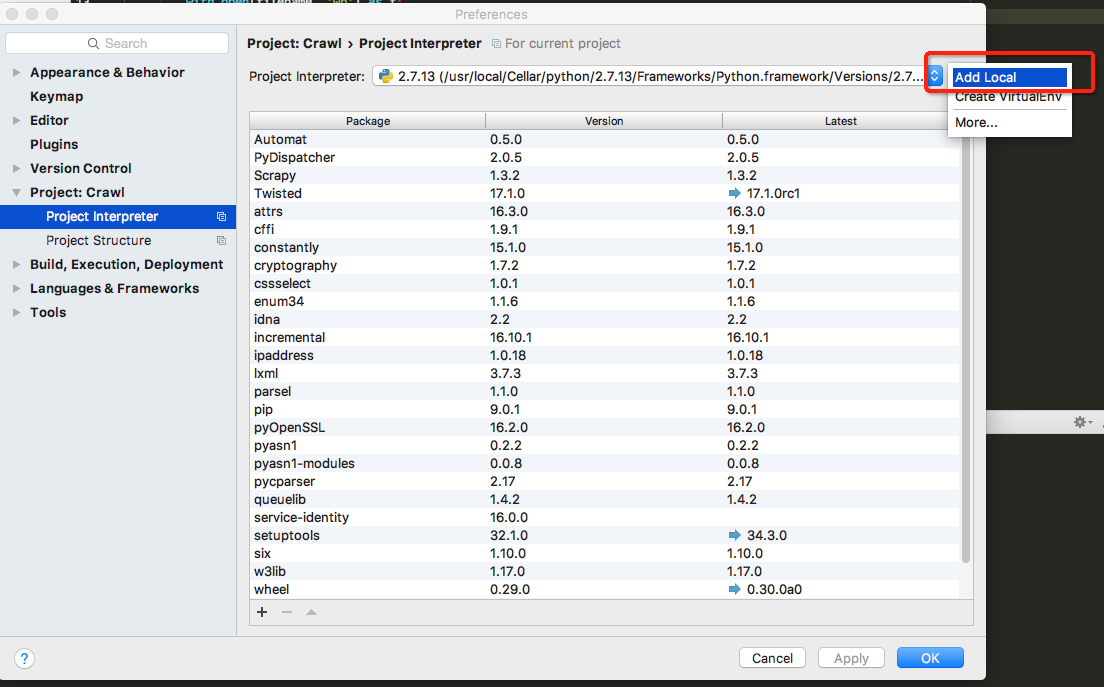 Preferences
Search
Appearance & Behavior
Keymap
Editor
Plugins
Version Control
Project: Crawl
Project Interpreter
Project Structure
Build, Execution, Deployment
Languages & Frameworks
Tools
Project: Crawl › Project Interpreter For current project
Project Interpreter: 2.7.13 (/usr/local/Cellar/python/2.7.13/Frameworks/Python.framework/Versions/2.7...
Add Local
Create VirtualEnv
More...
Package Version Latest
Automat 0.5.0 0.5.0
PyDispatcher 2.0.5 2.0.5
Scrapy 1.3.2 1.3.2
Twisted 17.1.0 17.1.0rc1
attrs 16.3.0 16.3.0
cffi 1.9.1 1.9.1
constantly 15.1.0 15.1.0
cryptography 1.7.2 1.7.2
cssselect 1.0.1 1.0.1
enum34 1.1.6 1.1.6
idna 2.2 2.2
incremental 16.10.1 16.10.1
ipaddress 1.0.18 1.0.18
lxml 3.7.3 3.7.3
parsel 1.1.0 1.1.0
pip 9.0.1 9.0.1
pyOpenSSL 16.2.0 16.2.0
pyasn1 0.2.2 0.2.2
pyasn1-modules 0.0.8 0.0.8
pycparser 2.17 2.17
queuelib 1.4.2 1.4.2
service-identity 16.0.0
setuptools 32.1.0 34.3.0
six 1.10.0 1.10.0
w3lib 1.17.0 1.17.0
wheel 0.29.0 0.30.0a0
? Cancel Apply OK